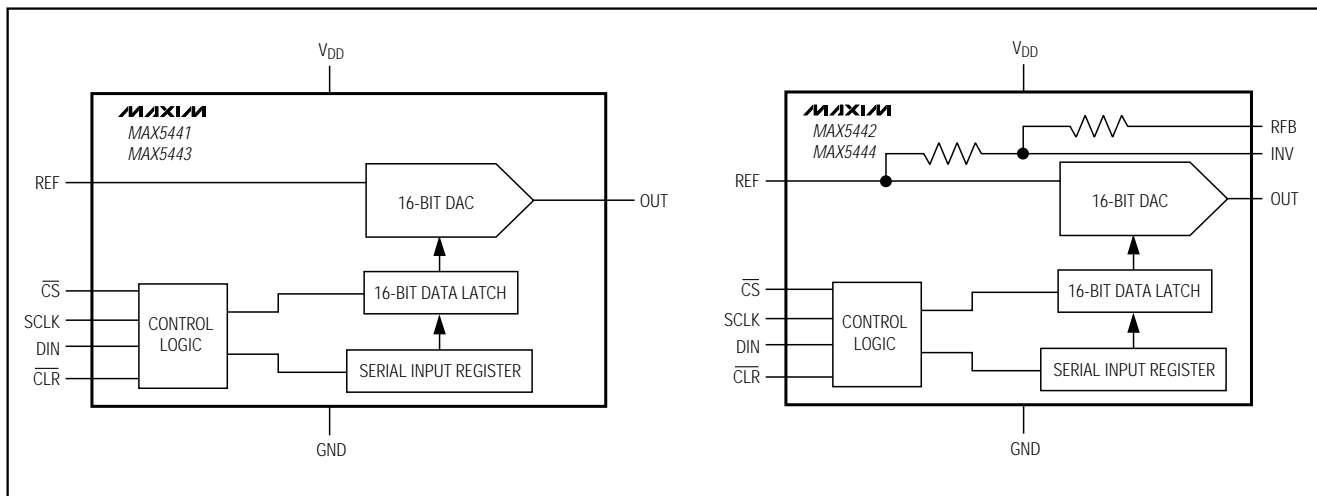 VDD
MAXIM
MAX5441
MAX5443
REF
16-BIT DAC
OUT
CS
16-BIT DATA LATCH
SCLK
CONTROL
LOGIC
DIN
SERIAL INPUT REGISTER
CLR
GND
VDD
MAXIM
MAX5442
MAX5444
RFB
INV
REF
16-BIT DAC
OUT
CS
16-BIT DATA LATCH
SCLK
CONTROL
LOGIC
DIN
SERIAL INPUT REGISTER
CLR
GND